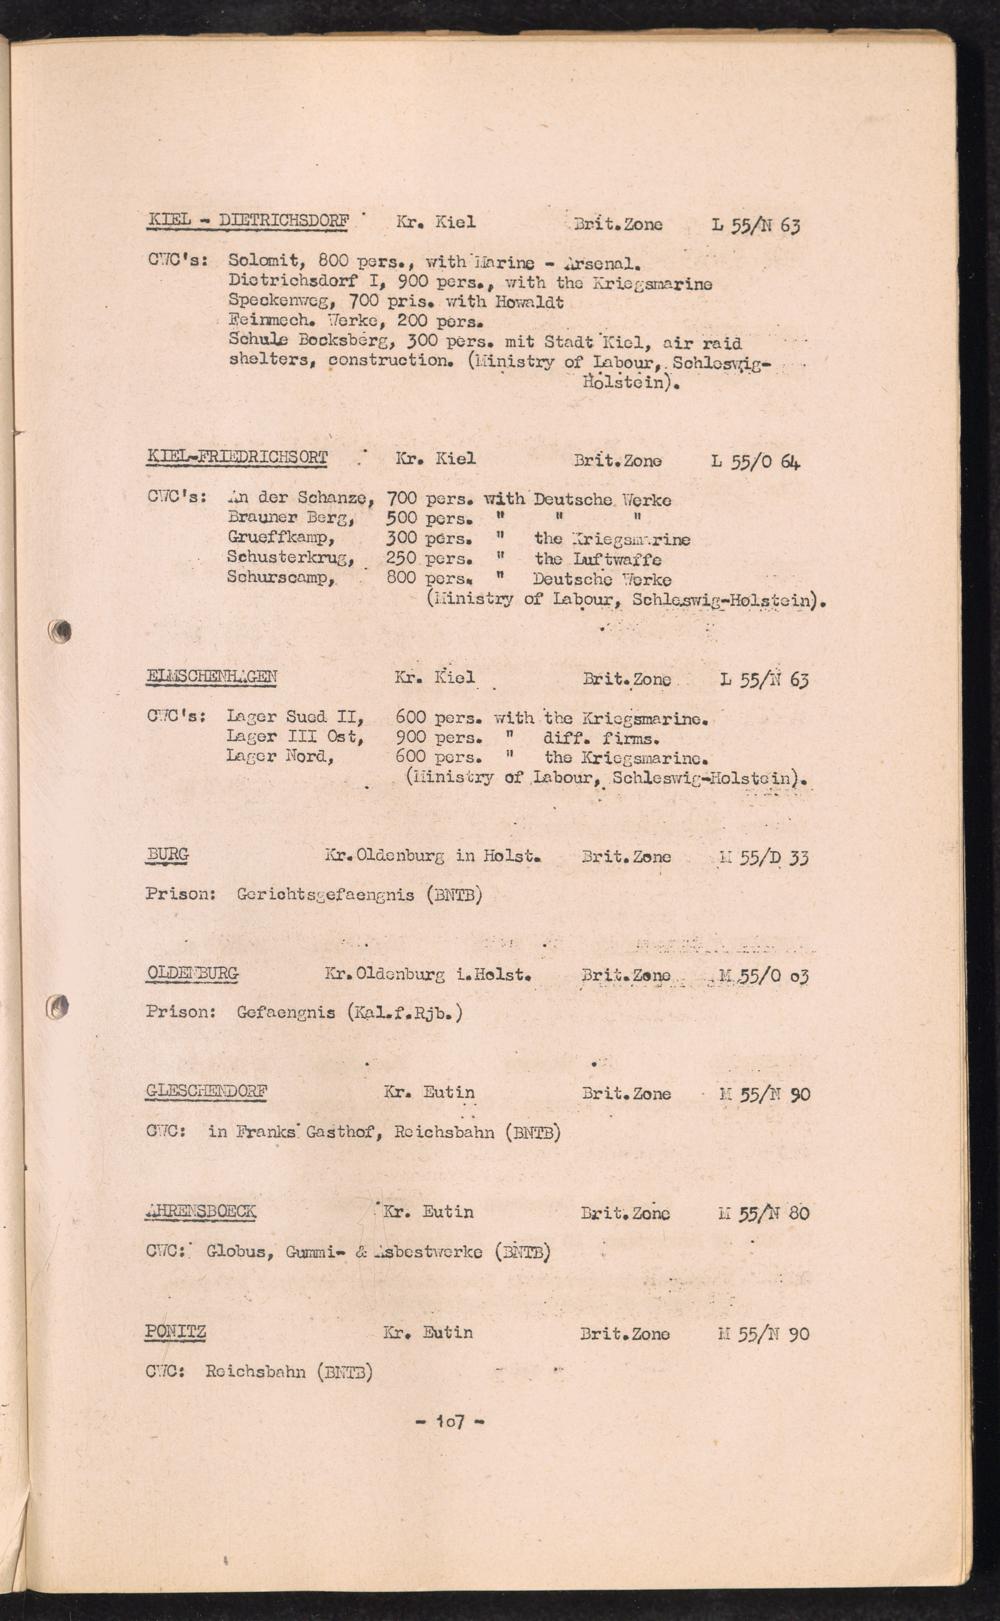 KIEL - DIETRICHSDORF Kr. Kiel Brit.Zone L 55/N 63
CWC's: Solomit, 800 pers., with Marine - Arsenal.
Dietrichsdorf I, 900 pers., with the Kriegsmarine
Speckenweg, 700 pris. with Howaldt
Feinmech. Werke, 200 pers.
Schule Bocksberg, 300 pers. mit Stadt Kiel, air raid
shelters, construction. (Ministry of Labour, Schleswig-
Holstein).
KIEL-FRIEDRICHSORT Kr. Kiel Brit.Zone L 55/O 64
CWC's: An der Schanze, 700 pers. with Deutsche Werke
Brauner Berg, 500 pers. " " "
Grueffkamp, 300 pers. " the Kriegsmarine
Schusterkrug, 250 pers. " the Luftwaffe
Schurscamp, 800 pers. " Deutsche Werke
(Ministry of Labour, Schleswig-Holstein).
ELMSCHENHAGEN Kr. Kiel Brit.Zone L 55/N 63
CWC's: Lager Sued II, 600 pers. with the Kriegsmarine.
Lager III Ost, 900 pers. " diff. firms.
Lager Nord, 600 pers. " the Kriegsmarine.
(Ministry of Labour, Schleswig-Holstein).
BURG Kr.Oldenburg in Holst. Brit.Zone M 55/D 33
Prison: Gerichtsgefaengnis (BNTB)
OLDENBURG Kr.Oldenburg i.Holst. Brit.Zone M 55/O o3
Prison: Gefaengnis (Kal.f.Rjb.)
GLESCHENDORF Kr. Eutin Brit.Zone M 55/N 90
CWC: in Franks' Gasthof, Reichsbahn (BNTB)
AHRENSBOECK Kr. Eutin Brit.Zone M 55/N 80
CWC: Globus, Gummi- & Asbestwerke (BNTB)
PONITZ Kr. Eutin Brit.Zone M 55/N 90
CWC: Reichsbahn (BNTB)
- 1o7 -